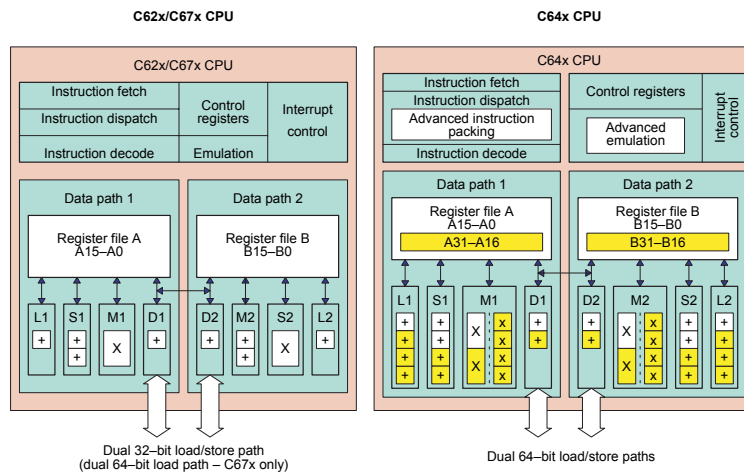 C62x/C67x CPU
C62x/C67x CPU
Instruction fetch
Instruction dispatch
Instruction decode
Control
registers
Emulation
Interrupt
control
Data path 1
Register file A
A15–A0
Data path 2
Register file B
B15–B0
L1
+
S1
+
+
M1
X
D1
+
D2
+
M2
+
+
S2
X
L2
+
Dual 32–bit load/store path
(dual 64–bit load path – C67x only)
C64x CPU
C64x CPU
Instruction fetch
Instruction dispatch
Advanced instruction
packing
Instruction decode
Control registers
Advanced
emulation
Interrupt
control
Data path 1
Register file A
A15–A0
A31–A16
Data path 2
Register file B
B15–B0
B31–B16
L1
+
+
+
+
S1
+
+
+
+
M1
X
X
x
x
x
x
D1
+
+
D2
+
+
M2
X
X
x
x
x
x
S2
+
+
+
+
L2
+
+
+
+
Dual 64–bit load/store paths